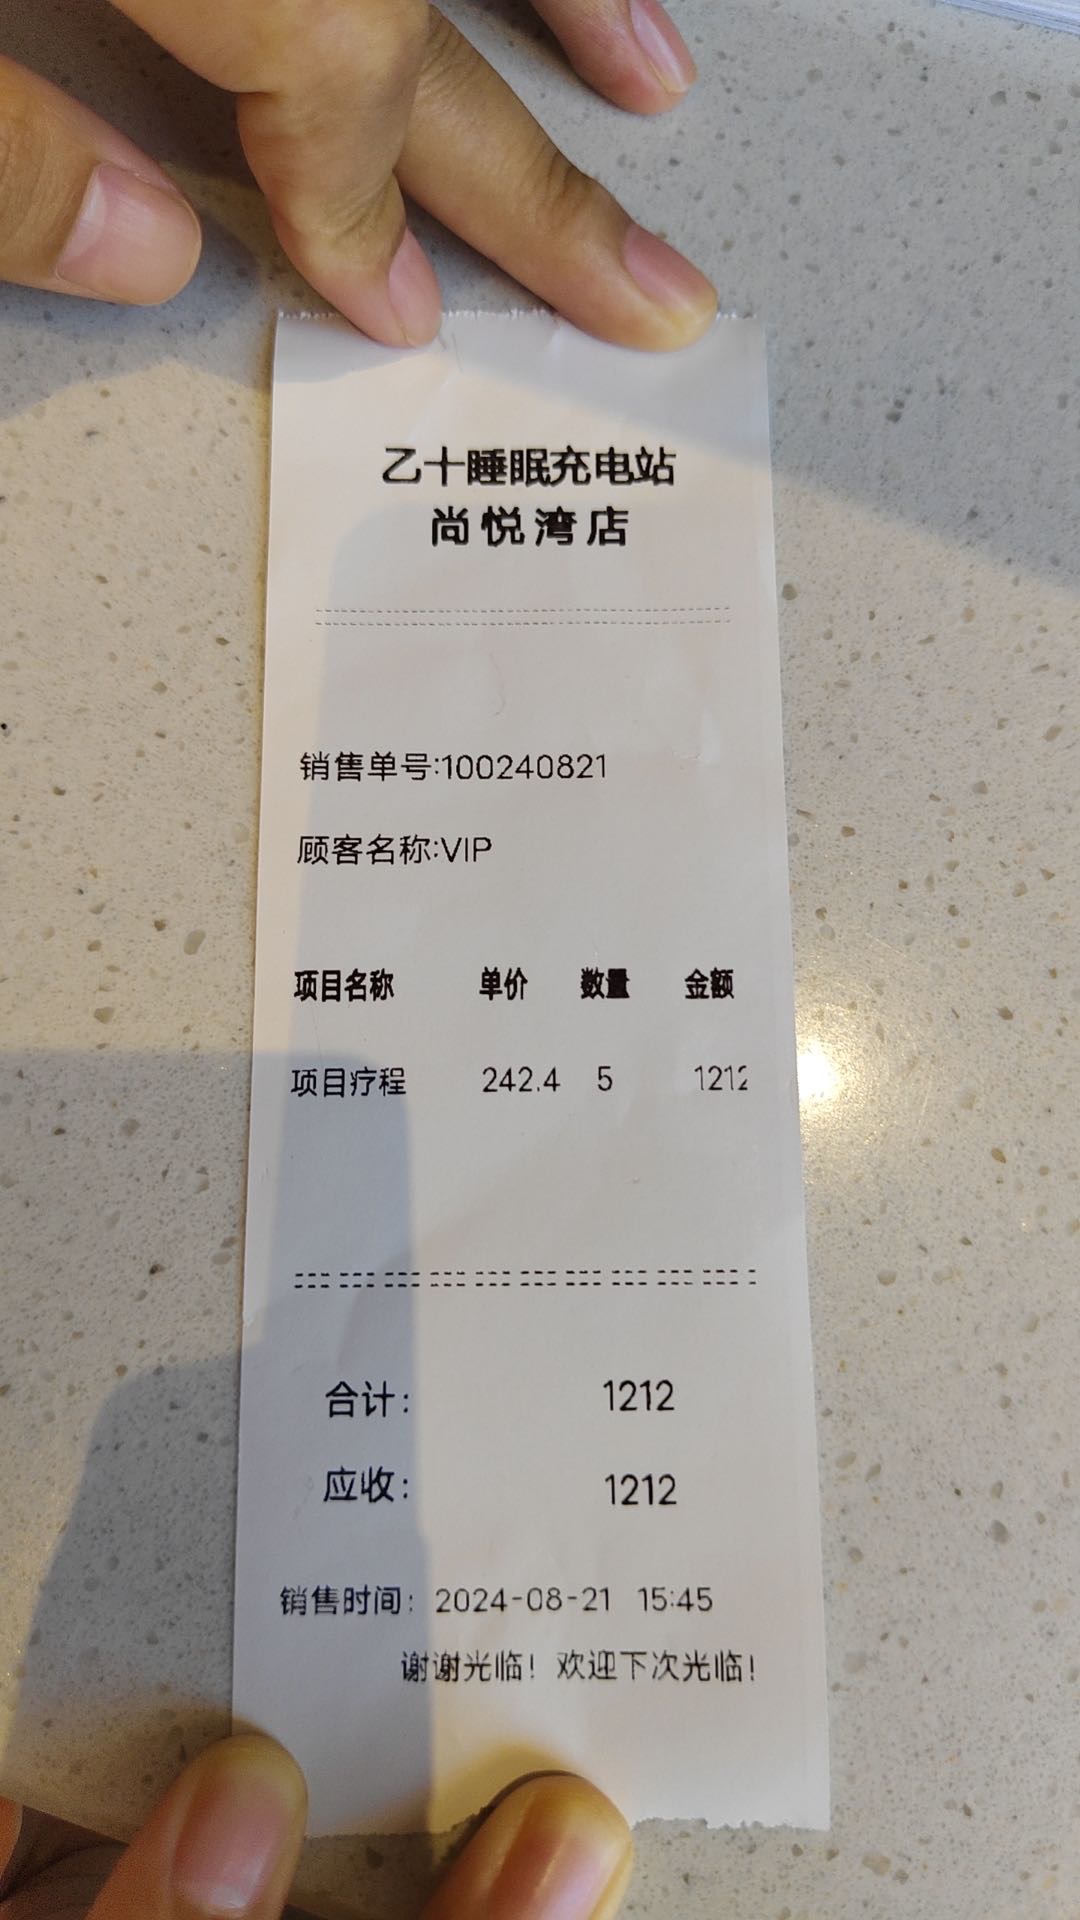 乙十睡眠充电站
尚悦湾店
销售单号:100240821
顾客名称:VIP
项目名称 单价 数量 金额
项目疗程 242.4 5 1212
合计: 1212
应收: 1212
销售时间: 2024-08-21 15:45
谢谢光临! 欢迎下次光临!